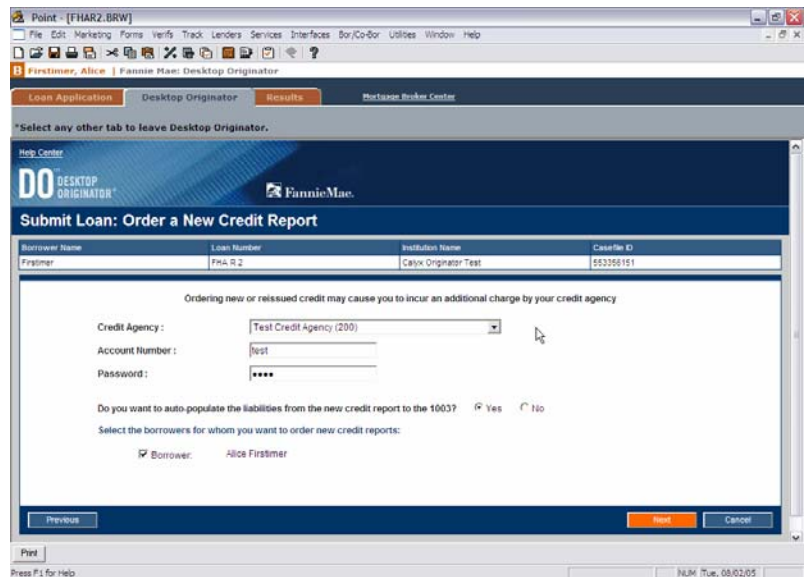 Point - [FHAR2.BRW]
File Edit Marketing Forms Verifs Track Lenders Services Interfaces Bor/Co-Bor Utilities Window Help
B Firstimer, Alice | Fannie Mae: Desktop Originator
Loan Application Desktop Originator Results Mortgage Broker Center
*Select any other tab to leave Desktop Originator.
Help Center
DO DESKTOP ORIGINATOR FannieMae.
Submit Loan: Order a New Credit Report
Borrower Name Loan Number Institution Name Casefile ID
Firstimer FHA R 2 Calyx Originator Test 553356151
Ordering new or reissued credit may cause you to incur an additional charge by your credit agency
Credit Agency : Test Credit Agency (200)
Account Number : test
Password : ••••
Do you want to auto-populate the liabilities from the new credit report to the 1003? Yes No
Select the borrowers for whom you want to order new credit reports:
Borrower: Alice Firstimer
Previous Next Cancel
Print
Press F1 for Help NUM Tue, 08/02/05